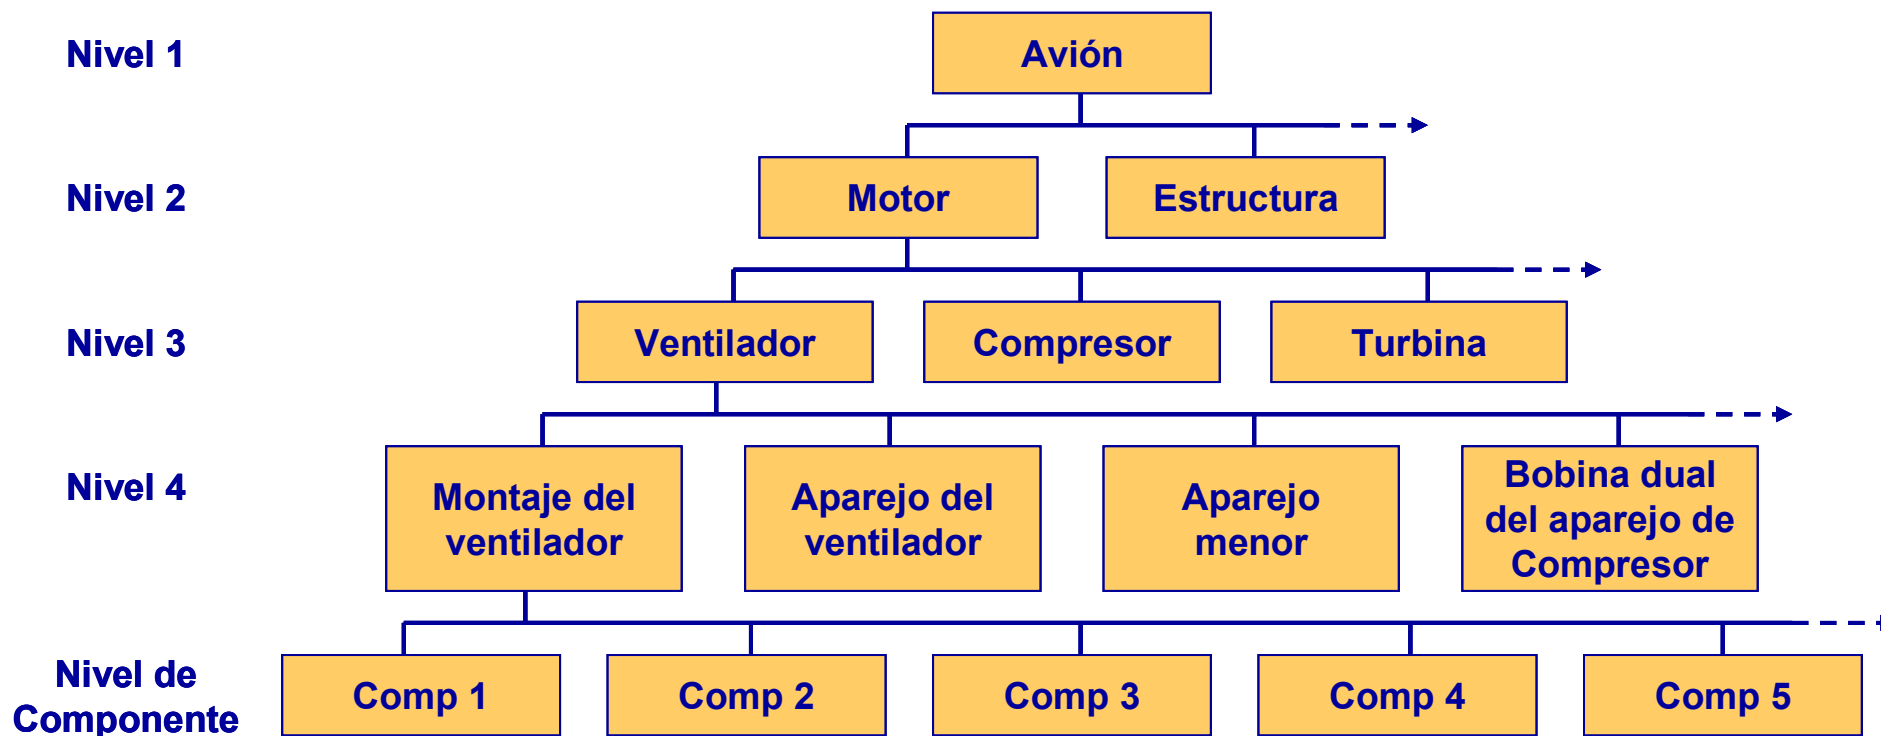 Nivel 1
Avión
Nivel 2
Motor
Estructura
Nivel 3
Ventilador
Compresor
Turbina
Nivel 4
Montaje del
ventilador
Aparejo del
ventilador
Aparejo
menor
Bobina dual
del aparejo de
Compresor
Nivel de
Componente
Comp 1
Comp 2
Comp 3
Comp 4
Comp 5